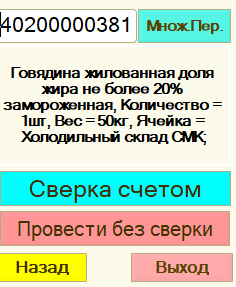 40200000381
Множ.Пер.
Говядина жилованная доля
жира не более 20%
замороженная, Количество =
1шт, Вес = 50кг, Ячейка =
Холодильный склад СМК;
Сверка счетом
Провести без сверки
Назад
Выход